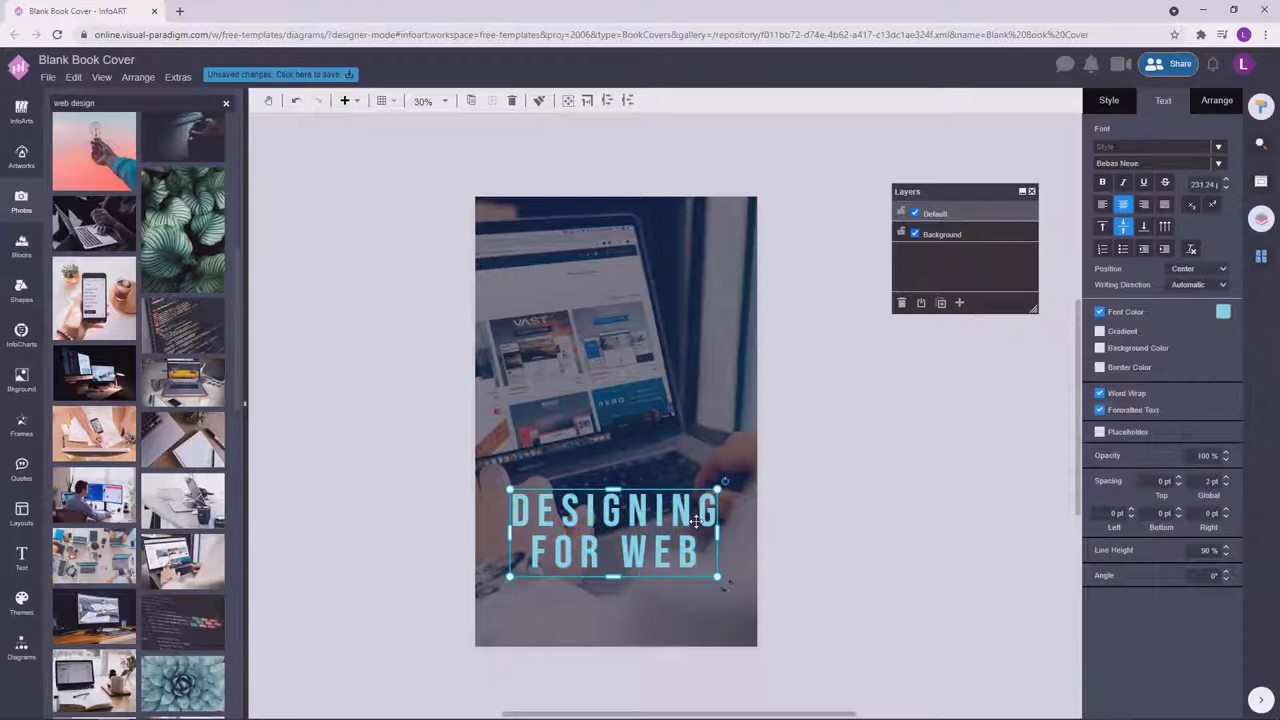 Blank Book Cover - InfoART
online.visual-paradigm.com/w/free-templates/diagrams/?designer-mode#infoart:workspace=free-templates&proj=2006&type=BookCovers&gallery=/repository/f011bb72-d74e-4b62-a417-c13dc1ae324f.xml&name=Blank%20Book%20Cover
Blank Book Cover
File Edit View Arrange Extras
Unsaved changes. Click here to save.
Share
L
L
web design
30%
Style Text Arrange
InfoArts
Artworks
Photos
Blocks
Shapes
InfoCharts
Bkground
Frames
Quotes
Layouts
Text
Themes
Diagrams
VAST
AERO
DESIGNING
FOR WEB
Layers
Default
Background
Font
Style
Bebas Neue
B I U S 231.24 p
Position Center
Writing Direction Automatic
Font Color
Gradient
Background Color
Border Color
Word Wrap
Formatted Text
Placeholder
Opacity 100 %
Spacing 0 pt 2 pt
Top Global
0 pt 0 pt 0 pt
Left Bottom Right
Line Height 90 %
Angle 0°